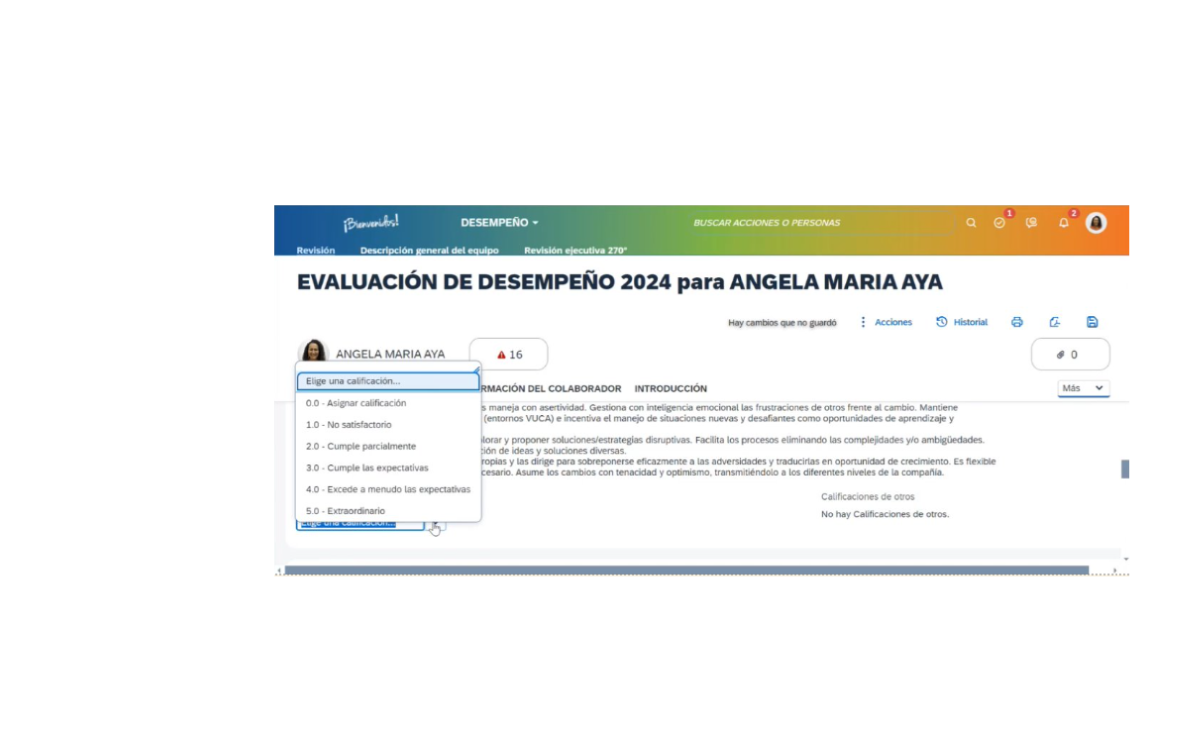 ¡Bienvenidos!
DESEMPEÑO
BUSCAR ACCIONES O PERSONAS
1
2
Revisión
Descripción general del equipo
Revisión ejecutiva 270°
EVALUACIÓN DE DESEMPEÑO 2024 para ANGELA MARIA AYA
Hay cambios que no guardó
Acciones
Historial
ANGELA MARIA AYA
16
0
RMACIÓN DEL COLABORADOR
INTRODUCCIÓN
Más
Elige una calificación...
0.0 - Asignar calificación
1.0 - No satisfactorio
2.0 - Cumple parcialmente
3.0 - Cumple las expectativas
4.0 - Excede a menudo las expectativas
5.0 - Extraordinario
Elige una calificación...
s maneja con asertividad. Gestiona con inteligencia emocional las frustraciones de otros frente al cambio. Mantiene
(entornos VUCA) e incentiva el manejo de situaciones nuevas y desafiantes como oportunidades de aprendizaje y
lorar y proponer soluciones/estrategias disruptivas. Facilita los procesos eliminando las complejidades y/o ambigüedades.
ción de ideas y soluciones diversas.
ropias y las dirige para sobreponerse eficazmente a las adversidades y traducirlas en oportunidad de crecimiento. Es flexible
cesario. Asume los cambios con tenacidad y optimismo, transmitiéndolo a los diferentes niveles de la compañía.
Calificaciones de otros
No hay Calificaciones de otros.